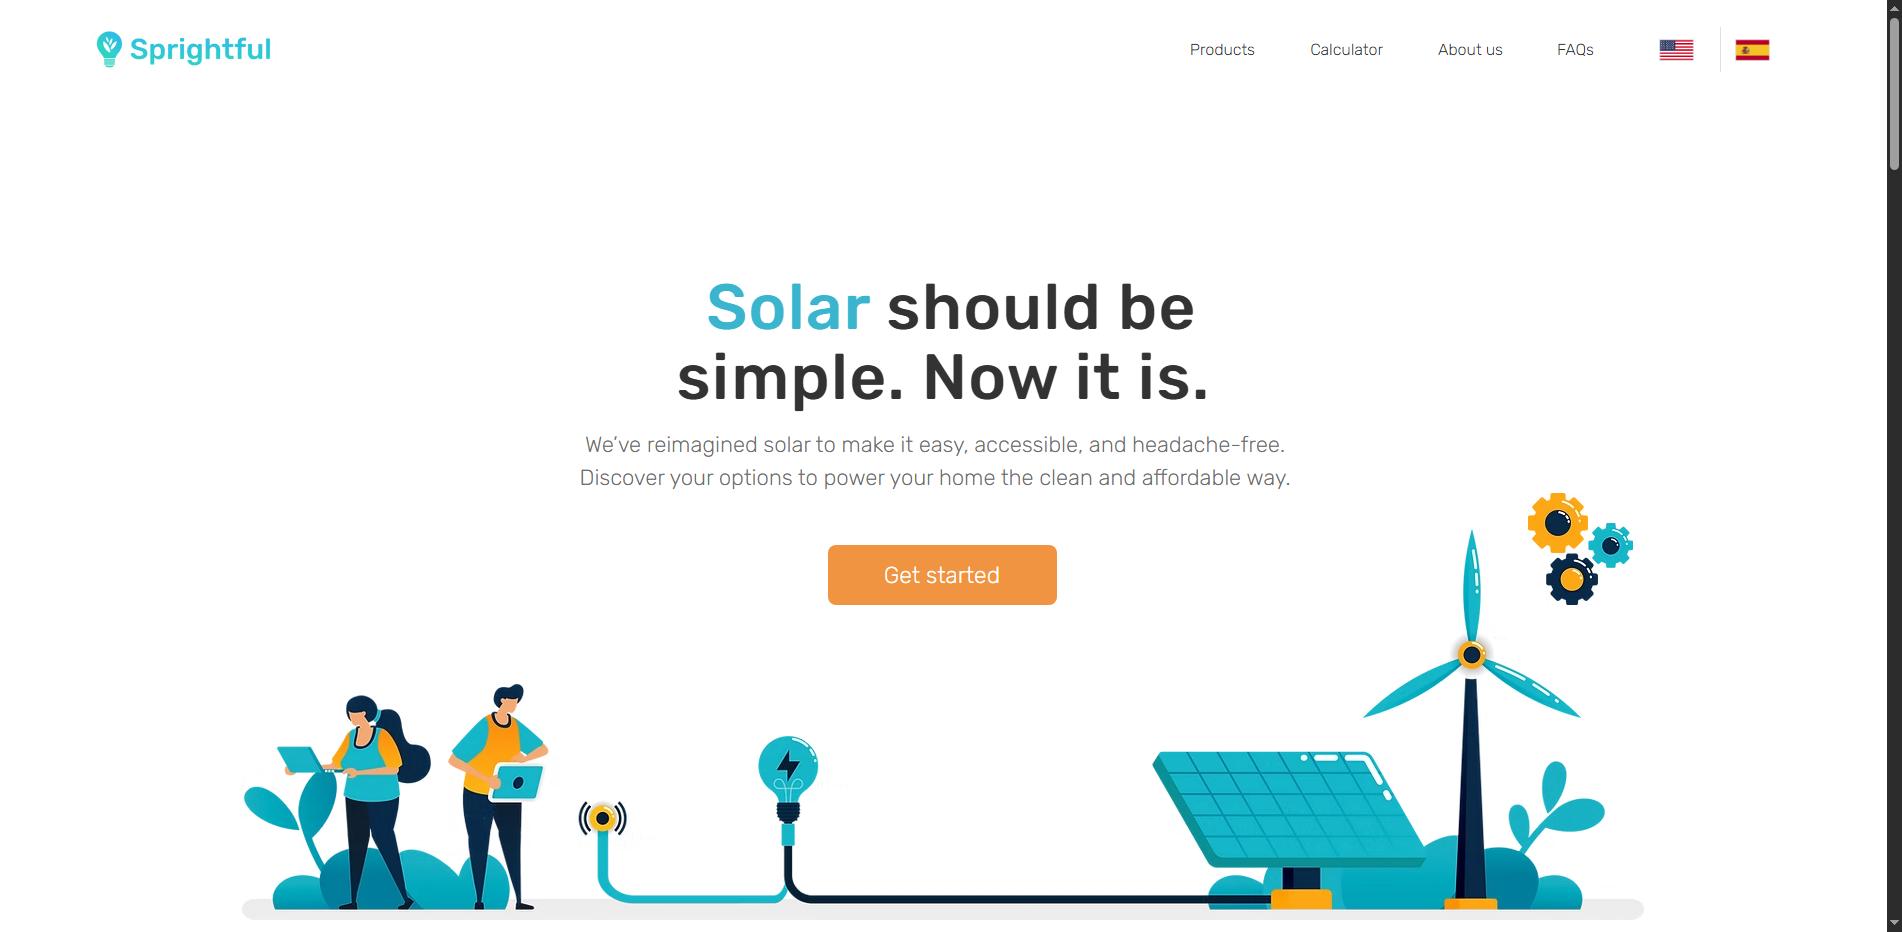 Sprightful
Products
Calculator
About us
FAQs
Solar should be
simple. Now it is.
We’ve reimagined solar to make it easy, accessible, and headache-free.
Discover your options to power your home the clean and affordable way.
Get started